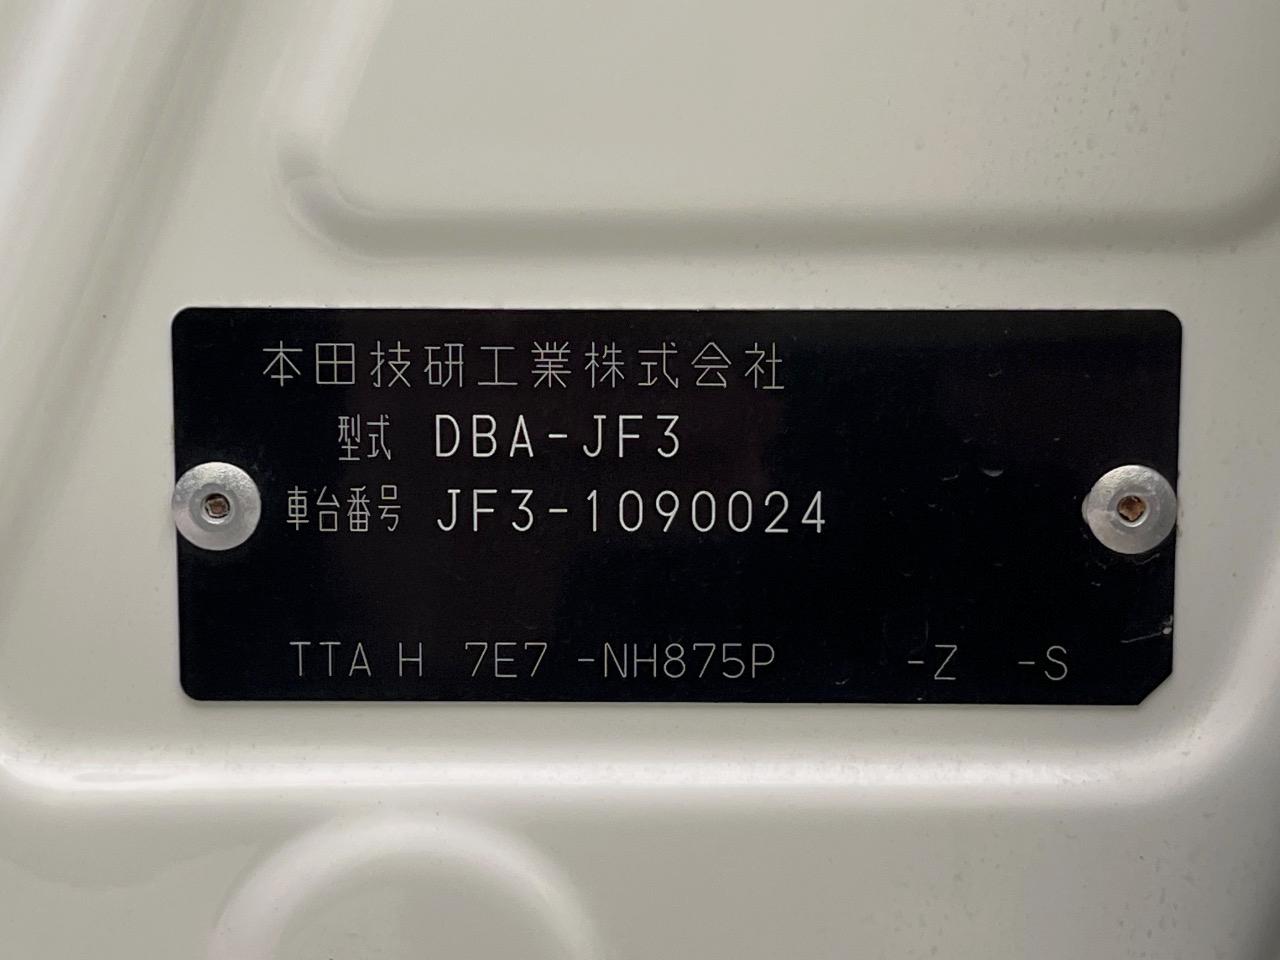 本田技研工業株式会社
型式 DBA-JF3
車台番号 JF3-1090024
TTA H 7E7 -NH875P -Z -S